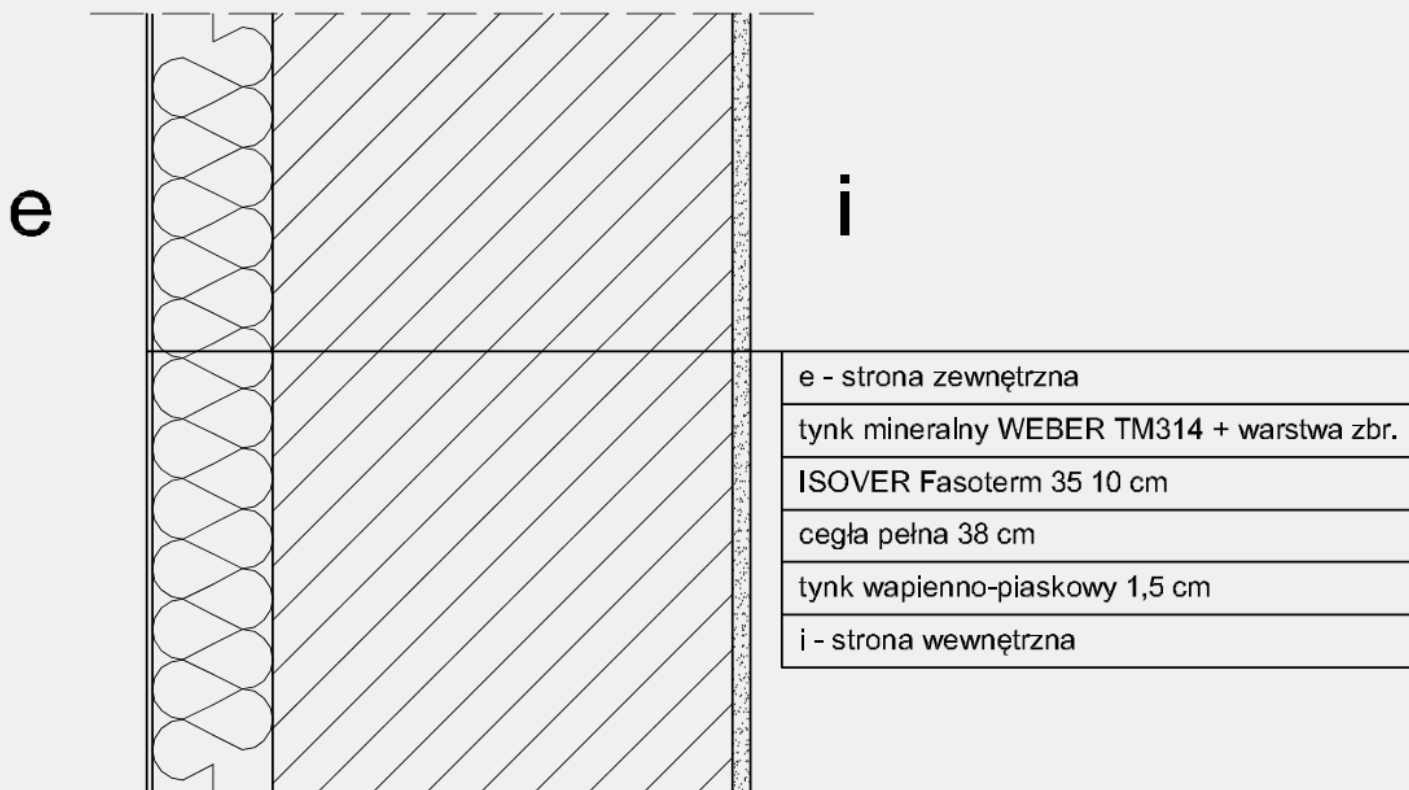 e
i
e - strona zewnętrzna
tynk mineralny WEBER TM314 + warstwa zbr.
ISOVER Fasoterm 35 10 cm
cegła pełna 38 cm
tynk wapienno-piaskowy 1,5 cm
i - strona wewnętrzna